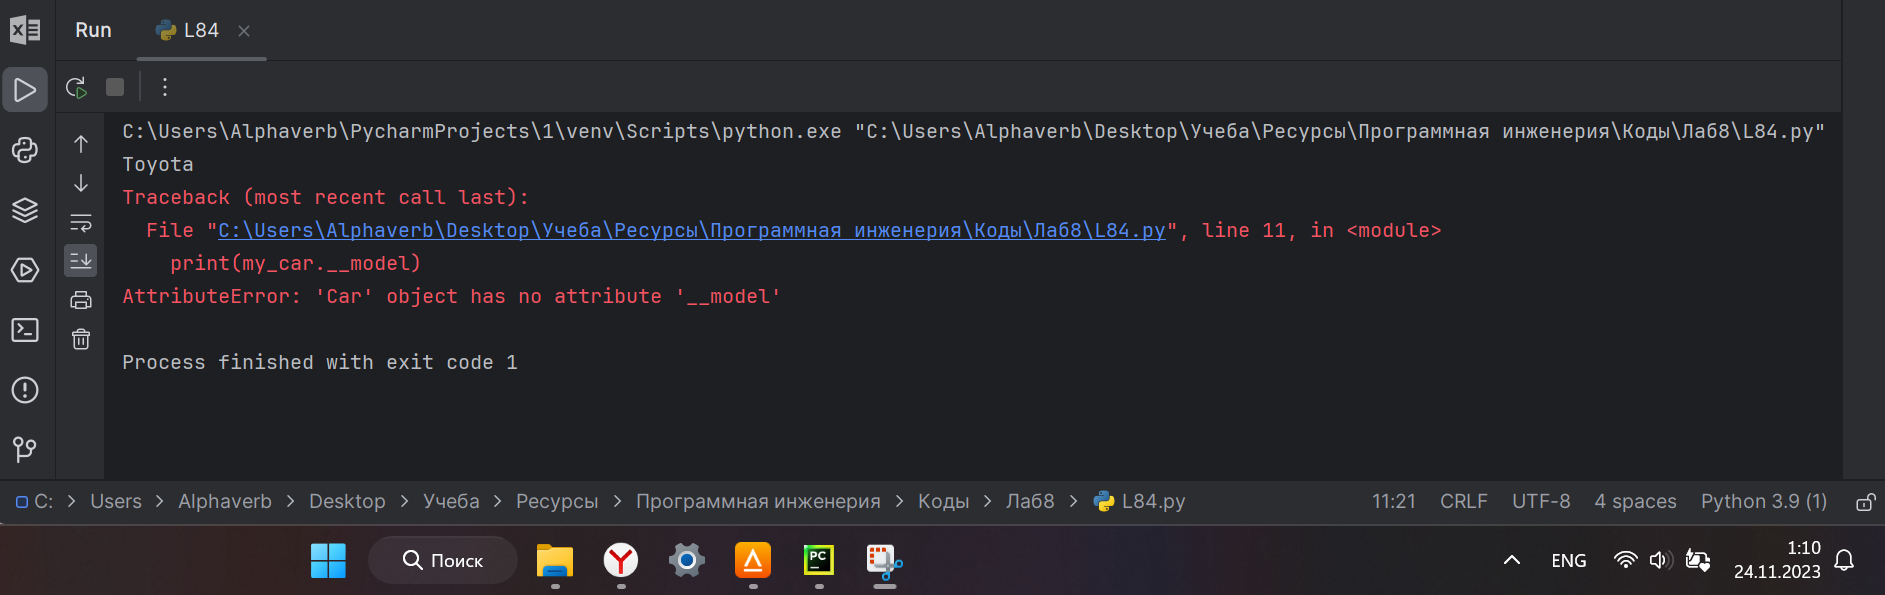 Run L84
C:\Users\Alphaverb\PycharmProjects\1\venv\Scripts\python.exe "C:\Users\Alphaverb\Desktop\Учеба\Ресурсы\Программная инженерия\Коды\Лаб8\L84.py"
Toyota
Traceback (most recent call last):
  File "C:\Users\Alphaverb\Desktop\Учеба\Ресурсы\Программная инженерия\Коды\Лаб8\L84.py", line 11, in <module>
    print(my_car.__model)
AttributeError: 'Car' object has no attribute '__model'
Process finished with exit code 1
C: > Users > Alphaverb > Desktop > Учеба > Ресурсы > Программная инженерия > Коды > Лаб8 > L84.py 11:21 CRLF UTF-8 4 spaces Python 3.9 (1)
Поиск PC ENG 1:10
24.11.2023